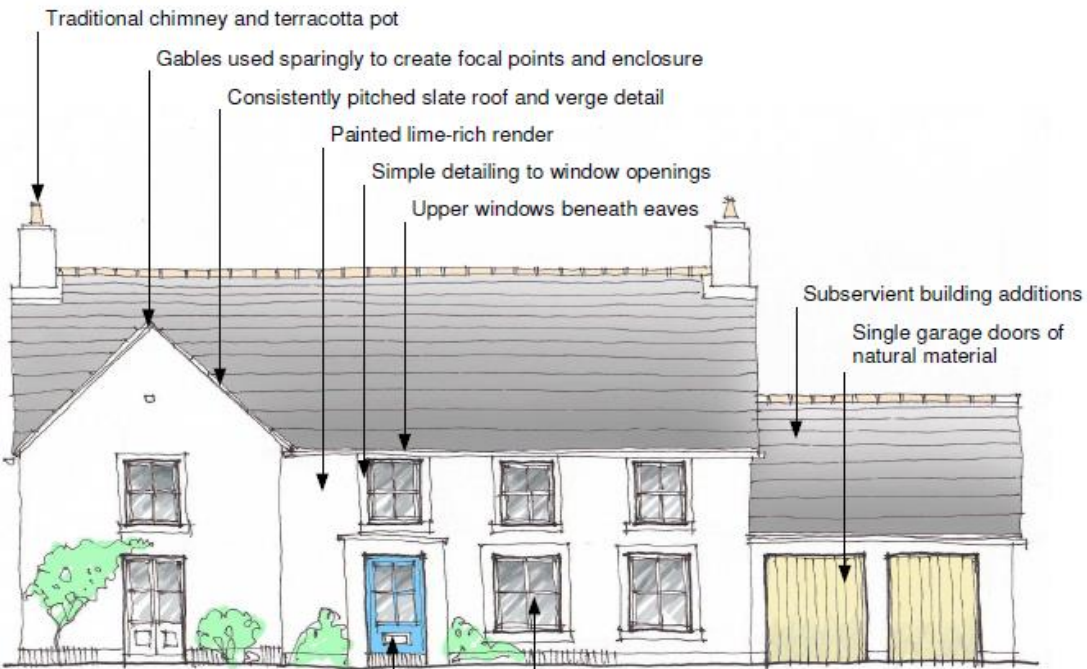 Traditional chimney and terracotta pot
Gables used sparingly to create focal points and enclosure
Consistently pitched slate roof and verge detail
Painted lime-rich render
Simple detailing to window openings
Upper windows beneath eaves
Subservient building additions
Single garage doors of
natural material